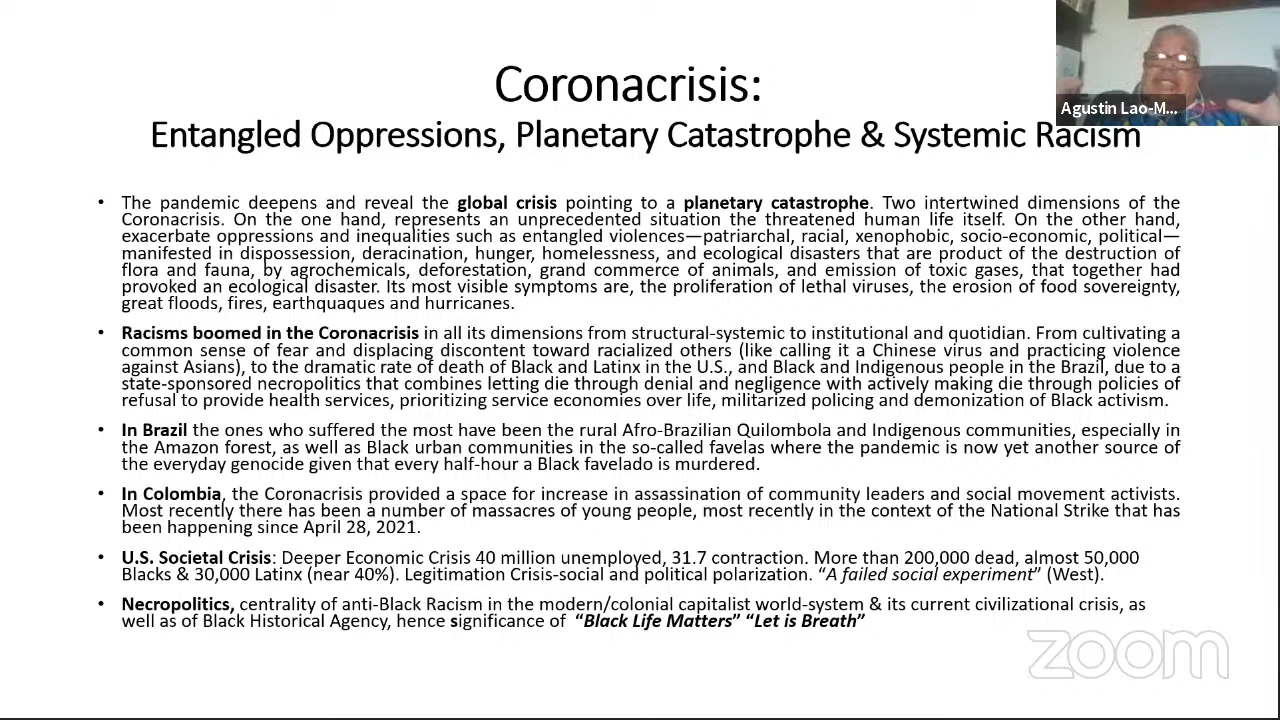 Coronacrisis:
Entangled Oppressions, Planetary Catastrophe & Systemic Racism
Agustin Lao-M...
• The pandemic deepens and reveal the global crisis pointing to a planetary catastrophe. Two intertwined dimensions of the
Coronacrisis. On the one hand, represents an unprecedented situation the threatened human life itself. On the other hand,
exacerbate oppressions and inequalities such as entangled violences—patriarchal, racial, xenophobic, socio-economic, political—
manifested in dispossession, deracination, hunger, homelessness, and ecological disasters that are product of the destruction of
flora and fauna, by agrochemicals, deforestation, grand commerce of animals, and emission of toxic gases, that together had
provoked an ecological disaster. Its most visible symptoms are, the proliferation of lethal viruses, the erosion of food sovereignty,
great floods, fires, earthquaques and hurricanes.
• Racisms boomed in the Coronacrisis in all its dimensions from structural-systemic to institutional and quotidian. From cultivating a
common sense of fear and displacing discontent toward racialized others (like calling it a Chinese virus and practicing violence
against Asians), to the dramatic rate of death of Black and Latinx in the U.S., and Black and Indigenous people in the Brazil, due to a
state-sponsored necropolitics that combines letting die through denial and negligence with actively making die through policies of
refusal to provide health services, prioritizing service economies over life, militarized policing and demonization of Black activism.
• In Brazil the ones who suffered the most have been the rural Afro-Brazilian Quilombola and Indigenous communities, especially in
the Amazon forest, as well as Black urban communities in the so-called favelas where the pandemic is now yet another source of
the everyday genocide given that every half-hour a Black favelado is murdered.
• In Colombia, the Coronacrisis provided a space for increase in assassination of community leaders and social movement activists.
Most recently there has been a number of massacres of young people, most recently in the context of the National Strike that has
been happening since April 28, 2021.
• U.S. Societal Crisis: Deeper Economic Crisis 40 million unemployed, 31.7 contraction. More than 200,000 dead, almost 50,000
Blacks & 30,000 Latinx (near 40%). Legitimation Crisis-social and political polarization. “A failed social experiment” (West).
• Necropolitics, centrality of anti-Black Racism in the modern/colonial capitalist world-system & its current civilizational crisis, as
well as of Black Historical Agency, hence significance of “Black Life Matters” “Let is Breath”
zoom